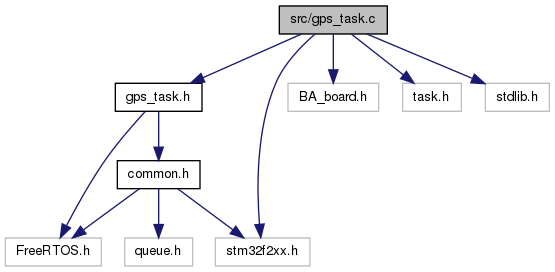 src/gps_task.c
gps_task.h
BA_board.h
task.h
stdlib.h
common.h
FreeRTOS.h
queue.h
stm32f2xx.h